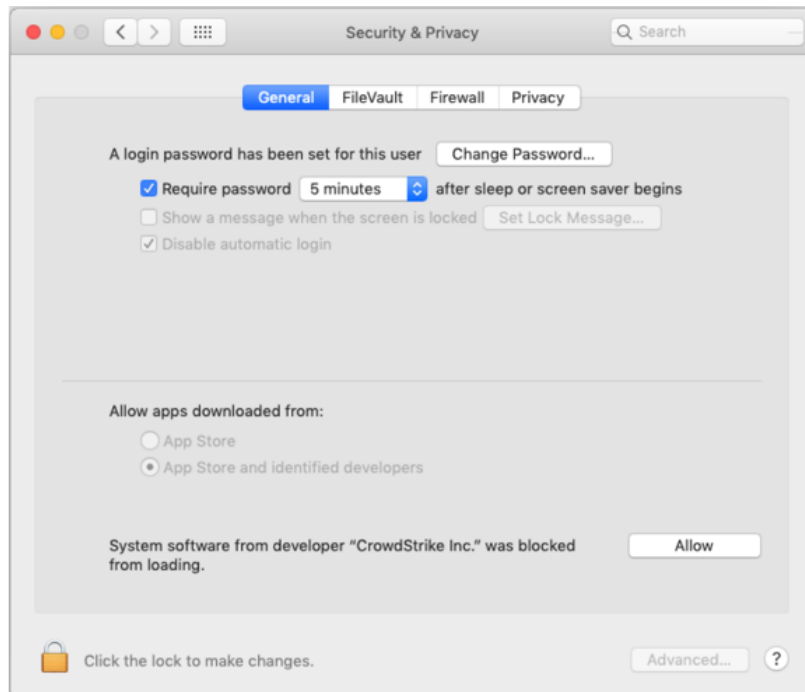 Security & Privacy
Search
General FileVault Firewall Privacy
A login password has been set for this user Change Password...
Require password 5 minutes after sleep or screen saver begins
Show a message when the screen is locked Set Lock Message...
Disable automatic login
Allow apps downloaded from:
App Store
App Store and identified developers
System software from developer “CrowdStrike Inc.” was blocked
from loading.
Allow
Click the lock to make changes.
Advanced... ?